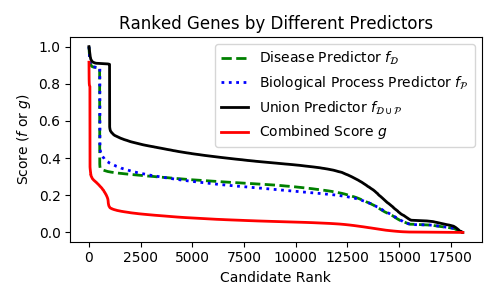 Ranked Genes by Different Predictors
Score (f or g)
1.0
0.8
0.6
0.4
0.2
0.0
Disease Predictor f_𝒟
Biological Process Predictor f_𝒫
Union Predictor f_𝒟∪𝒫
Combined Score g
0 2500 5000 7500 10000 12500 15000 17500
Candidate Rank